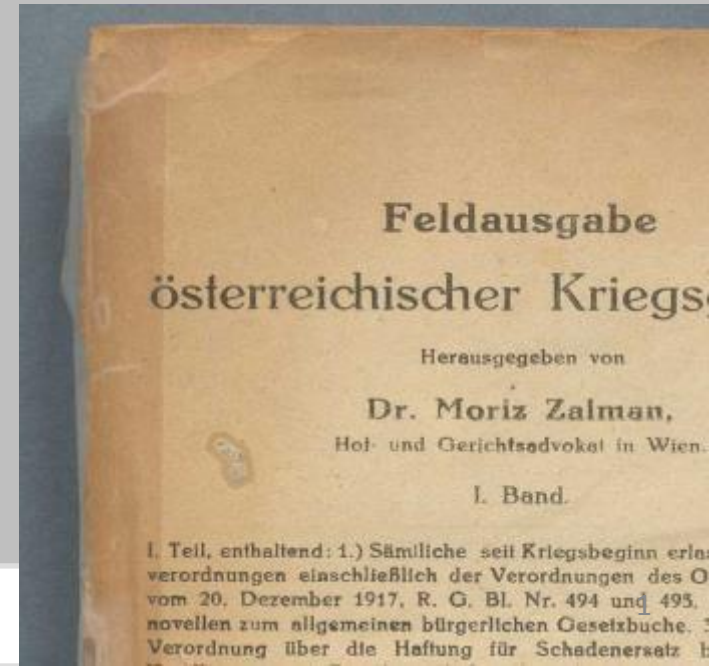 Feldausgabe
österreichischer
Herausgegeben von
Dr. Moriz Zalman,
Hof- und Gerichtsadvokat in Wien.
I. Band.
I. Teil, enthaltend: 1.) Sämtliche seit Kriegsbeginn
verordnungen einschließlich der Verordnungen des
vom 20. Dezember 1917, R. G. Bl. Nr. 494 und 495,
novellen zum allgemeinen bürgerlichen Gesetzbuche.
Verordnung über die Haftung für Schadenersatz